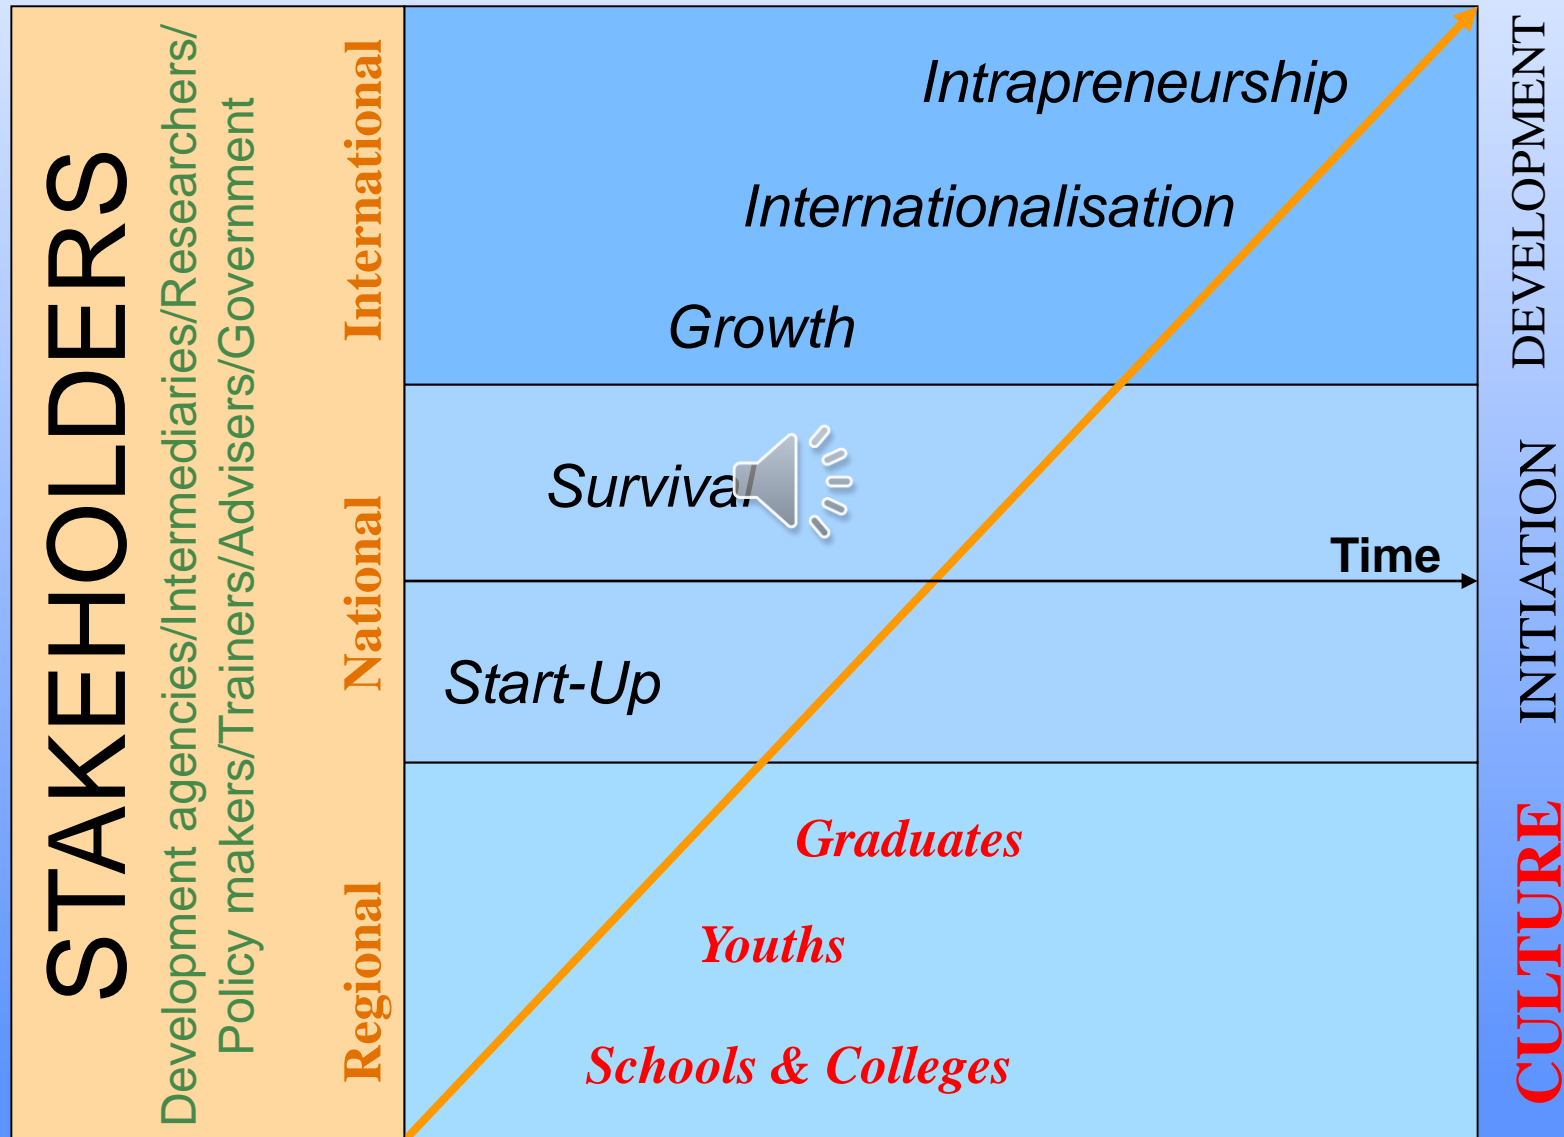 STAKEHOLDERS
Development agencies/Intermediaries/Researchers/
Policy makers/Trainers/Advisers/Government
International
National
Regional
Intrapreneurship
Internationalisation
Growth
Survival
Time
Start-Up
Graduates
Youths
Schools & Colleges
DEVELOPMENT
INITIATION
CULTURE